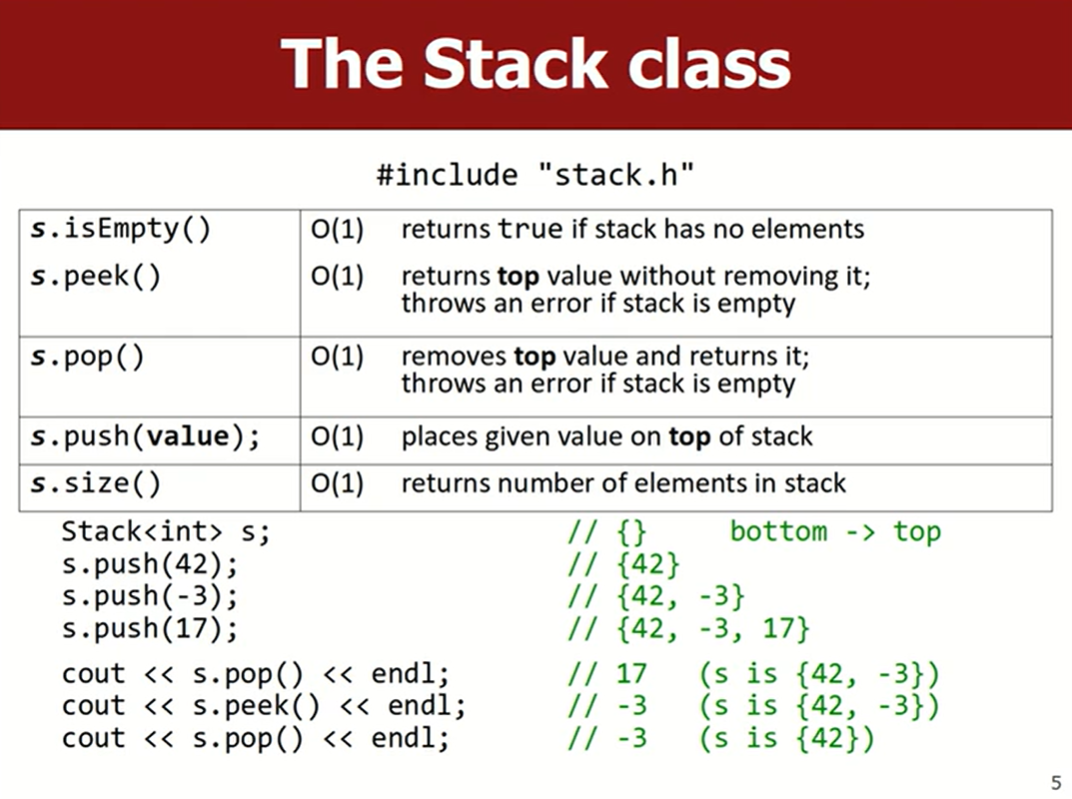 The Stack class
#include "stack.h"
s.isEmpty() O(1) returns true if stack has no elements
s.peek() O(1) returns top value without removing it;
throws an error if stack is empty
s.pop() O(1) removes top value and returns it;
throws an error if stack is empty
s.push(value); O(1) places given value on top of stack
s.size() O(1) returns number of elements in stack
Stack<int> s; // {} bottom -> top
s.push(42); // {42}
s.push(-3); // {42, -3}
s.push(17); // {42, -3, 17}
cout << s.pop() << endl; // 17 (s is {42, -3})
cout << s.peek() << endl; // -3 (s is {42, -3})
cout << s.pop() << endl; // -3 (s is {42})
5